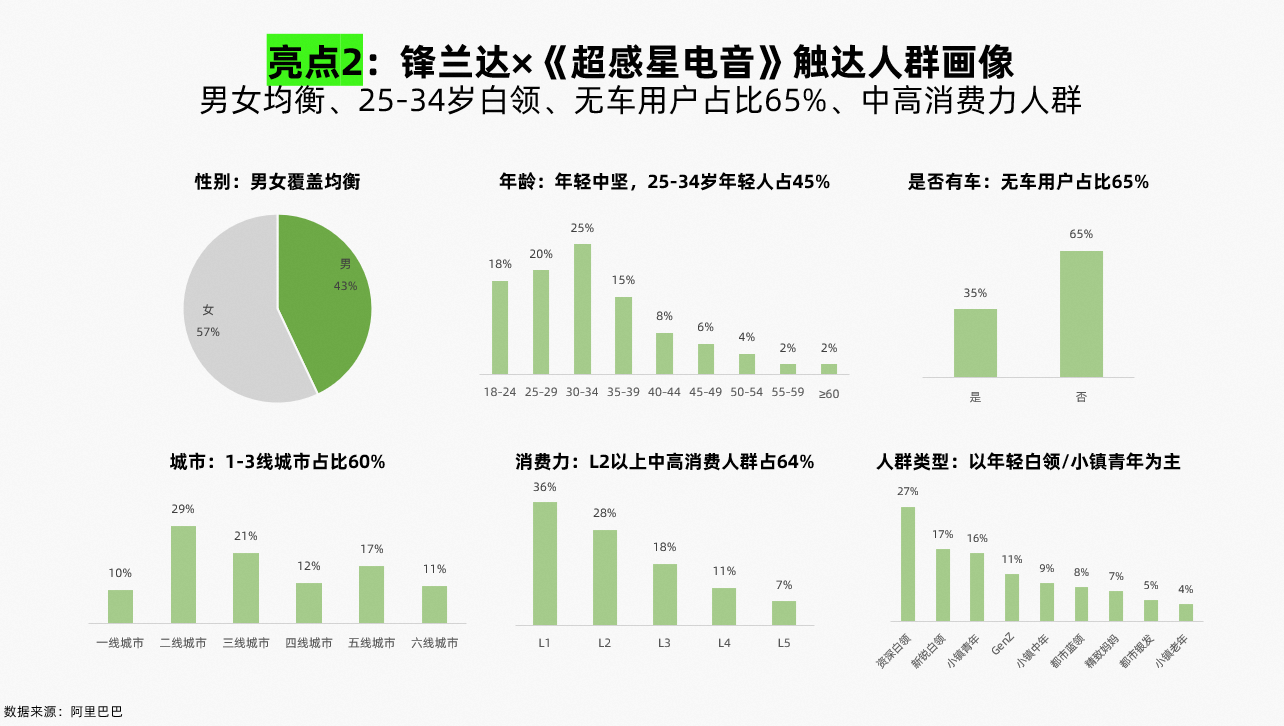 亮点2：锋兰达×《超感星电音》触达人群画像
男女均衡、25-34岁白领、无车用户占比65%、中高消费力人群
性别：男女覆盖均衡
男
43%
女
57%
年龄：年轻中坚，25-34岁年轻人占45%
18% 20% 25% 15% 8% 6% 4% 2% 2%
18-24 25-29 30-34 35-39 40-44 45-49 50-54 55-59 ≥60
是否有车：无车用户占比65%
35% 65%
是 否
城市：1-3线城市占比60%
10% 29% 21% 12% 17% 11%
一线城市 二线城市 三线城市 四线城市 五线城市 六线城市
消费力：L2以上中高消费人群占64%
36% 28% 18% 11% 7%
L1 L2 L3 L4 L5
人群类型：以年轻白领/小镇青年为主
27% 17% 16% 11% 9% 8% 7% 5% 4%
资深白领 新锐白领 小镇青年 GenZ 小镇中年 都市蓝领 精致妈妈 都市银发 小镇老年
数据来源：阿里巴巴